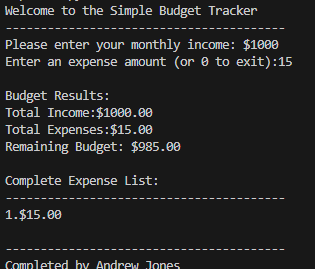 Welcome to the Simple Budget Tracker
----------------------------------------
Please enter your monthly income: $1000
Enter an expense amount (or 0 to exit):15
Budget Results:
Total Income:$1000.00
Total Expenses:$15.00
Remaining Budget: $985.00
Complete Expense List:
----------------------------------------
1.$15.00
----------------------------------------
Completed by Andrew Jones